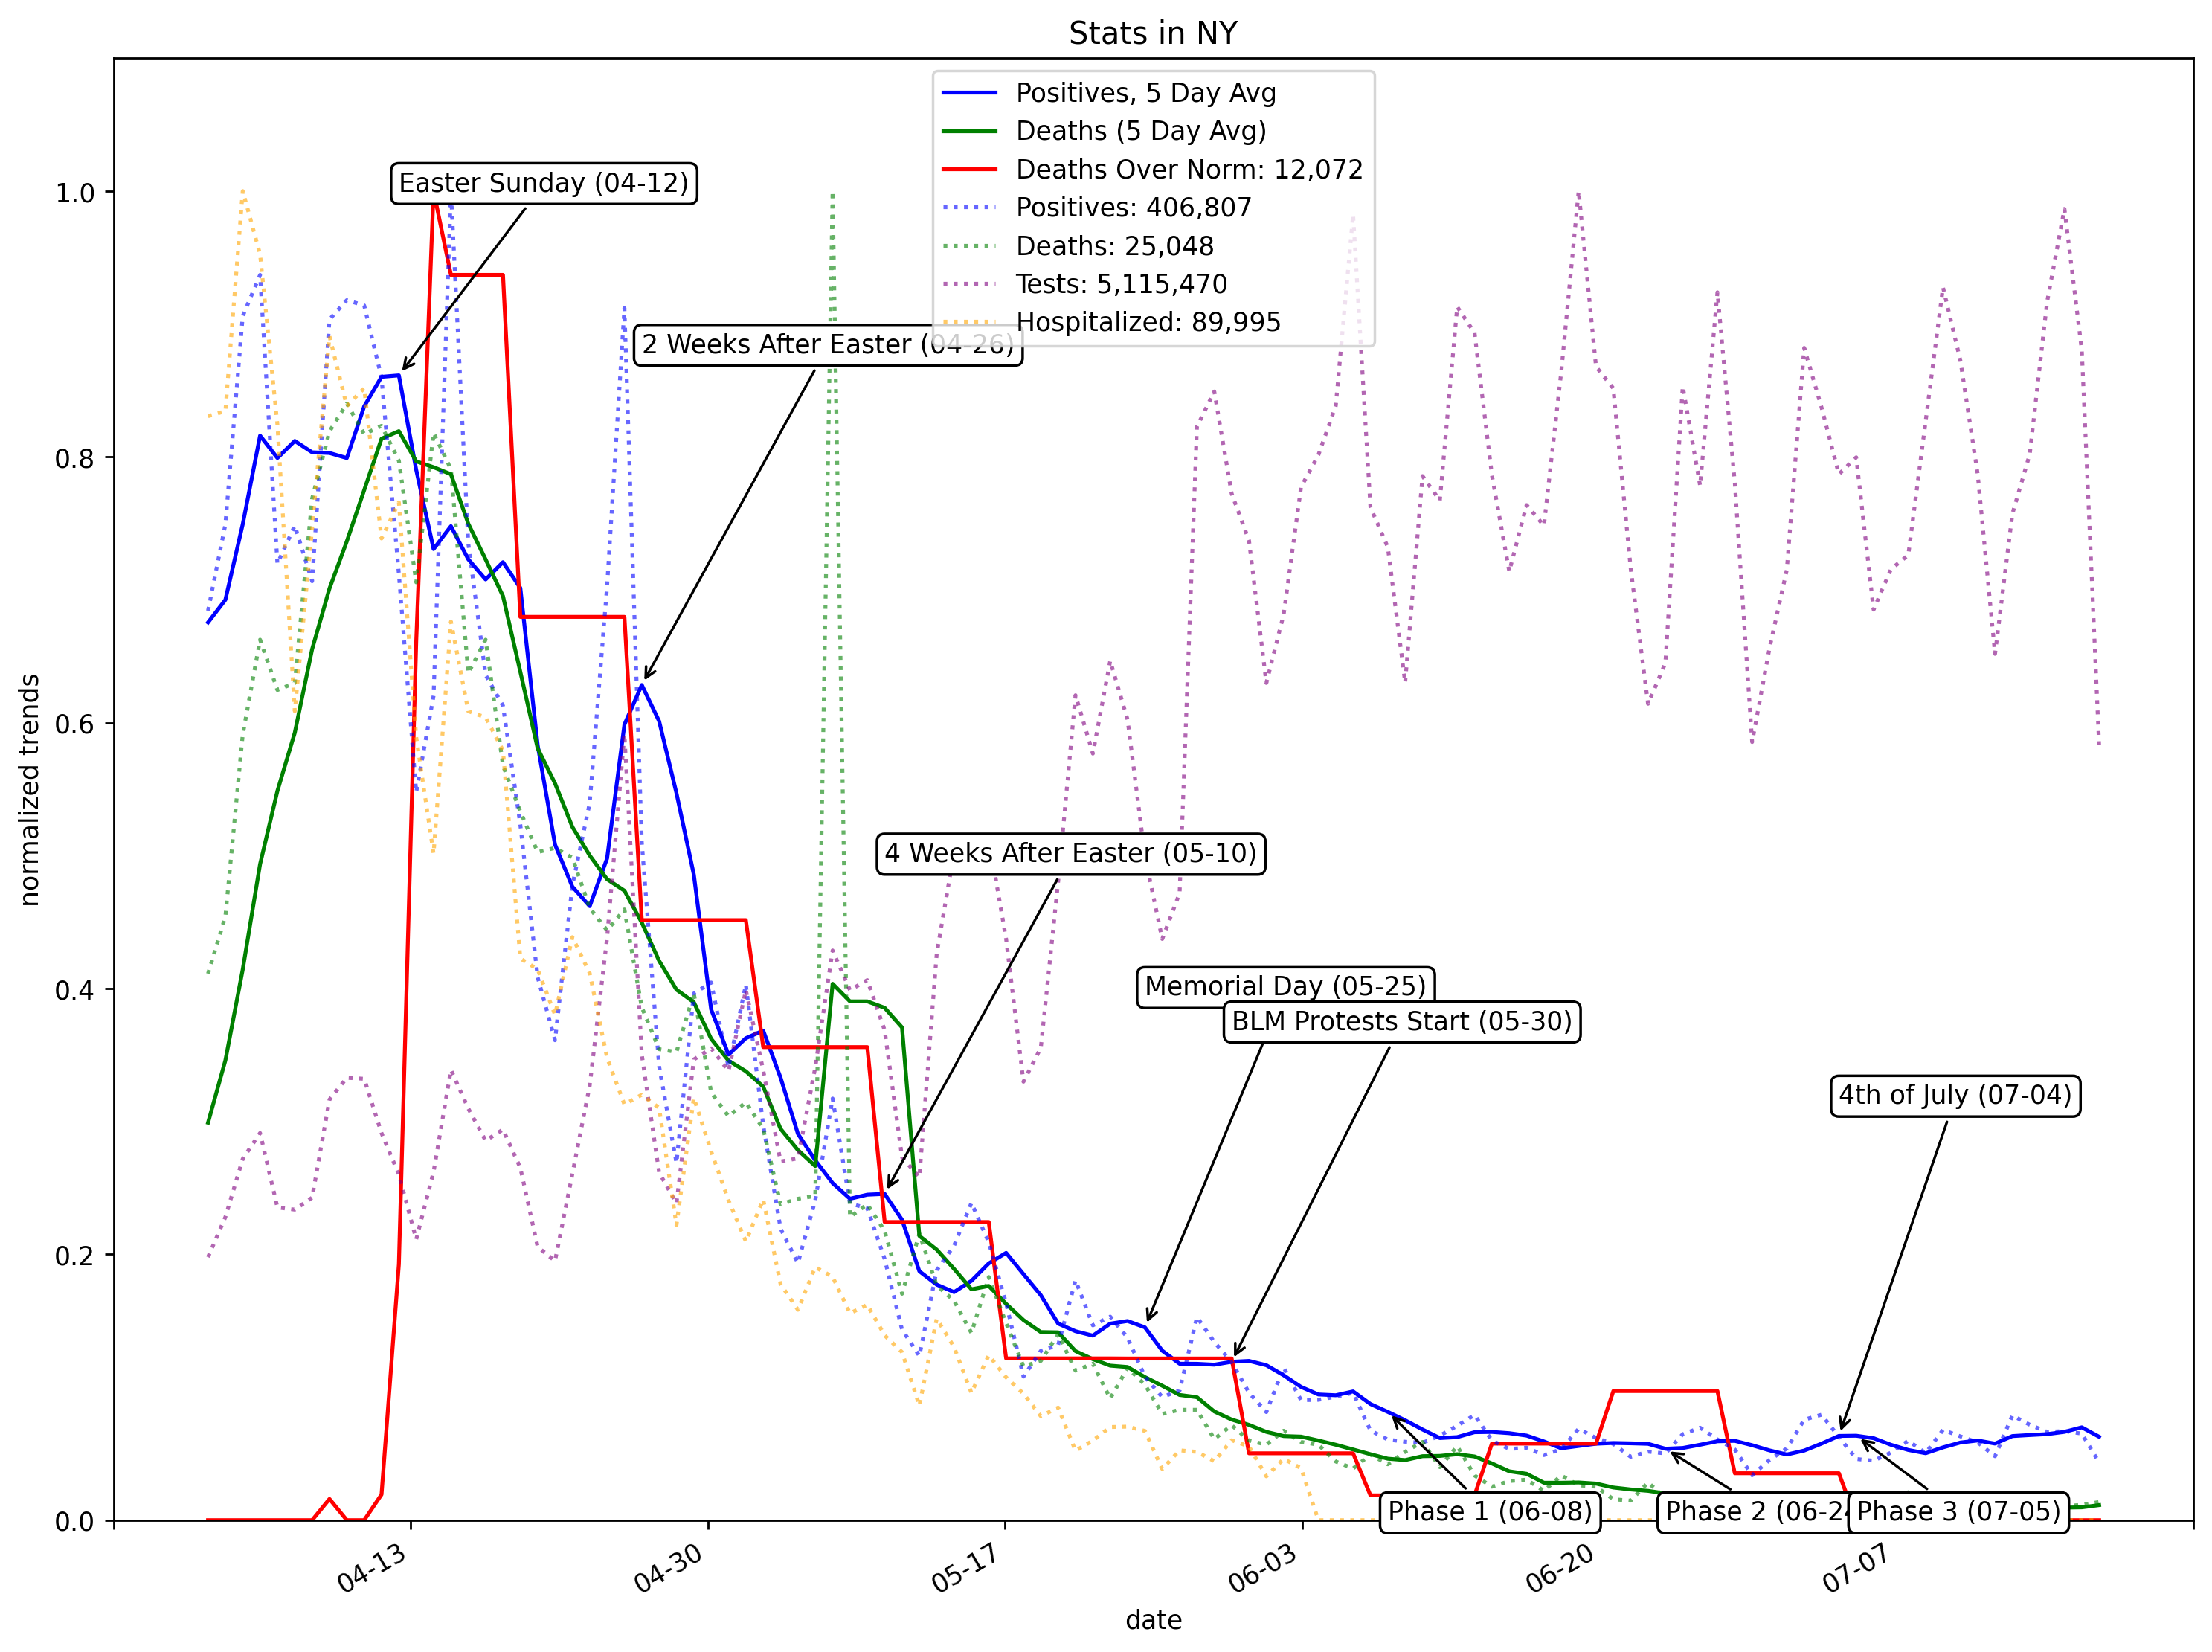 Stats in NY
Positives, 5 Day Avg
Deaths (5 Day Avg)
Deaths Over Norm: 12,072
Positives: 406,807
Deaths: 25,048
Tests: 5,115,470
Hospitalized: 89,995
Easter Sunday (04-12)
2 Weeks After Easter (04-26)
4 Weeks After Easter (05-10)
Memorial Day (05-25)
BLM Protests Start (05-30)
4th of July (07-04)
Phase 1 (06-08)
Phase 2 (06-2
Phase 3 (07-05)
normalized trends
1.0
0.8
0.6
0.4
0.2
0.0
04-13
04-30
05-17
06-03
06-20
07-07
date